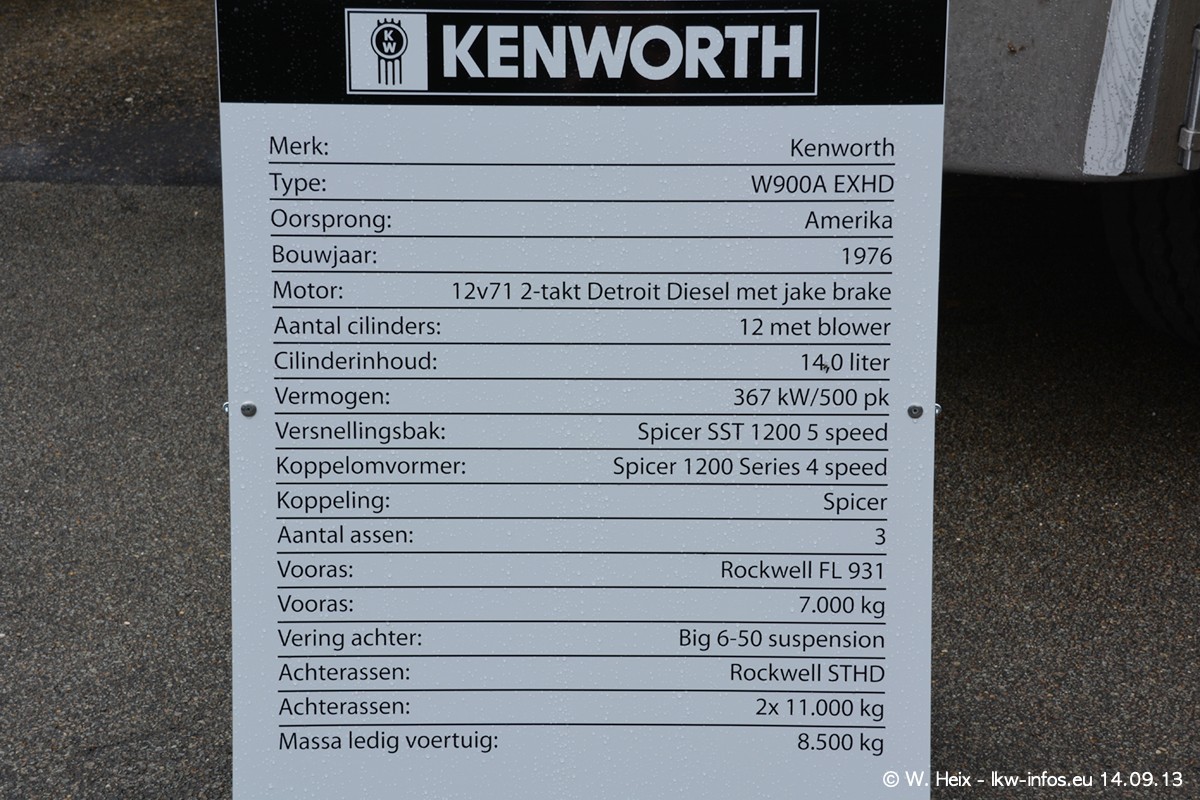 KW KENWORTH
Merk: Kenworth
Type: W900A EXHD
Oorsprong: Amerika
Bouwjaar: 1976
Motor: 12v71 2-takt Detroit Diesel met jake brake
Aantal cilinders: 12 met blower
Cilinderinhoud: 14,0 liter
Vermogen: 367 kW/500 pk
Versnellingsbak: Spicer SST 1200 5 speed
Koppelomvormer: Spicer 1200 Series 4 speed
Koppeling: Spicer
Aantal assen: 3
Vooras: Rockwell FL 931
Vooras: 7.000 kg
Vering achter: Big 6-50 suspension
Achterassen: Rockwell STHD
Achterassen: 2x 11.000 kg
Massa ledig voertuig: 8.500 kg
© W. Heix - lkw-infos.eu 14.09.13